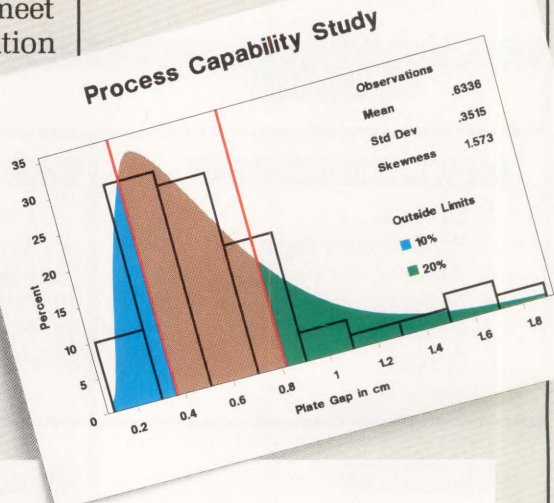 meet
tion
Process Capability Study
Observations
Mean .6336
Std Dev .3515
Skewness 1.573
Outside Limits
10%
20%
Percent
35
30
25
20
15
10
5
0
0.2
0.4
0.6
0.8
1
1.2
1.4
1.6
1.8
Plate Gap in cm